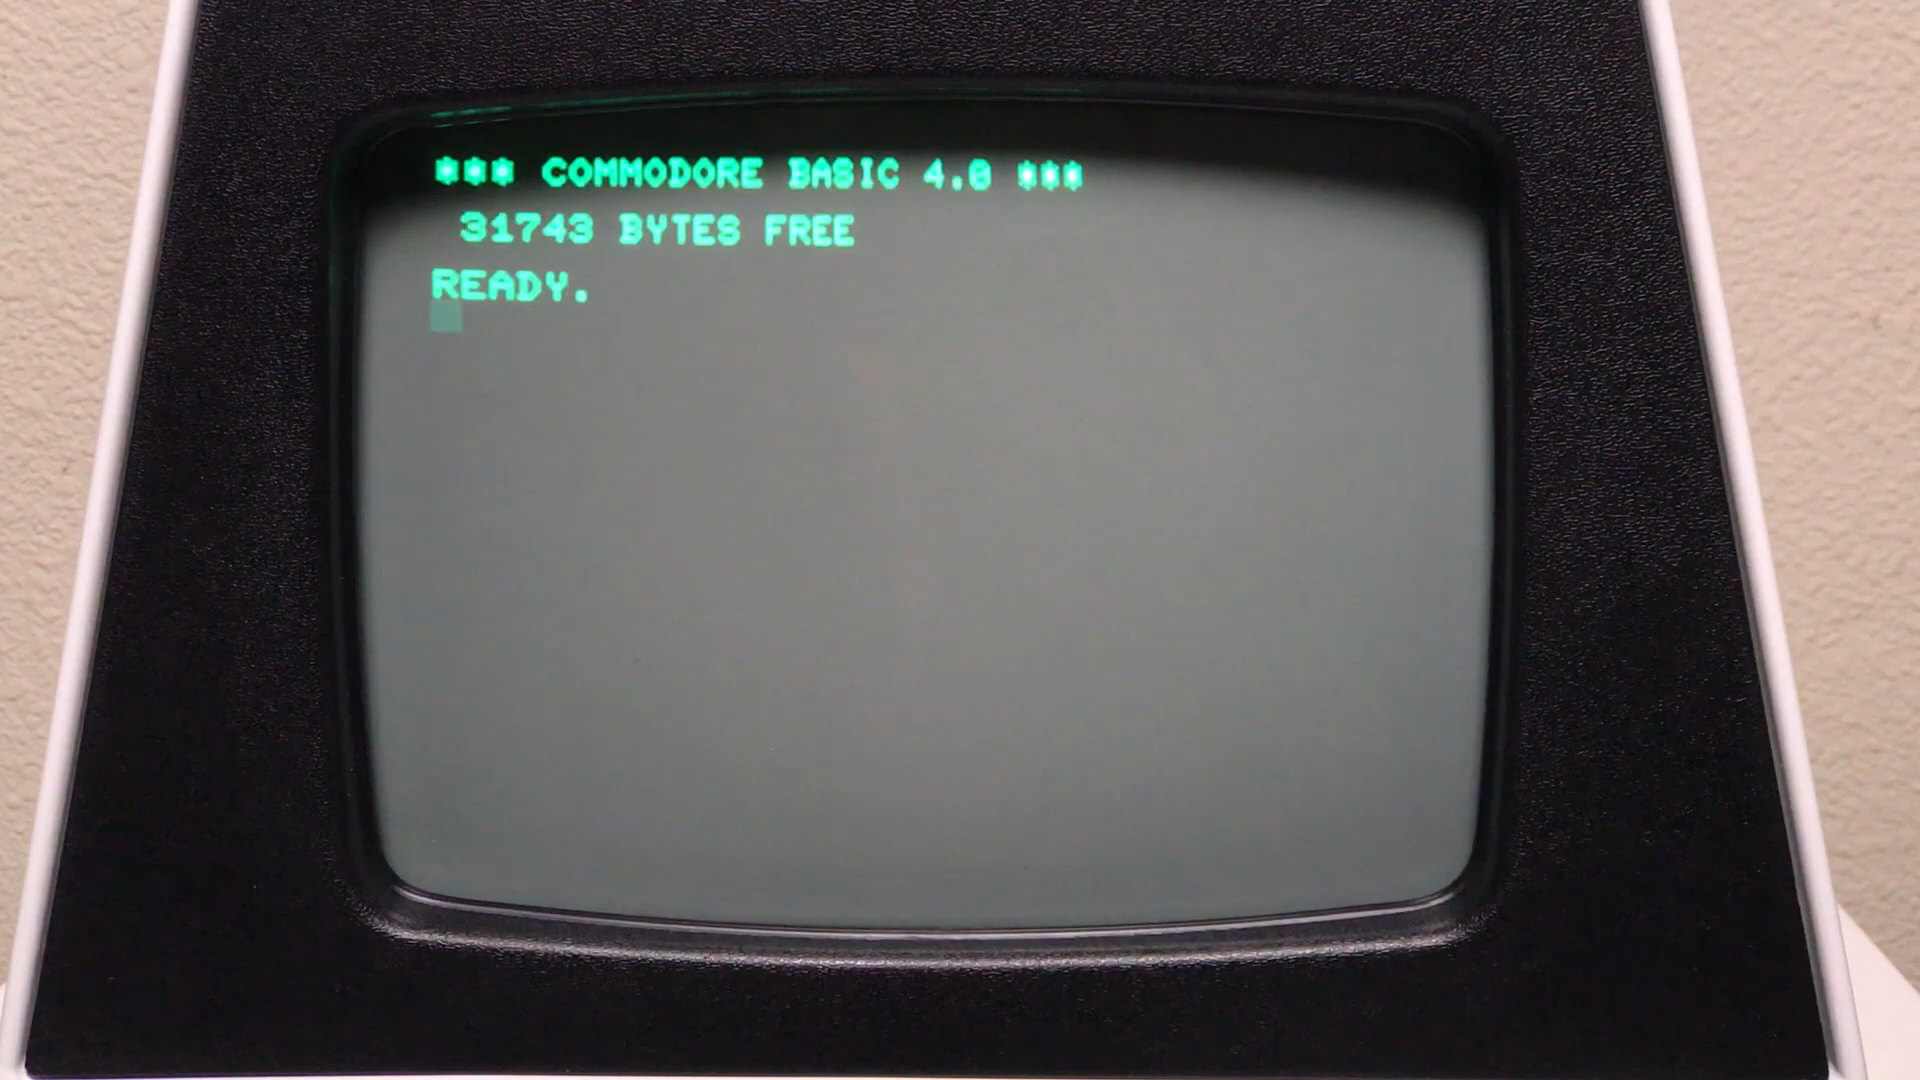 *** COMMODORE BASIC 4.0 ***
31743 BYTES FREE
READY.